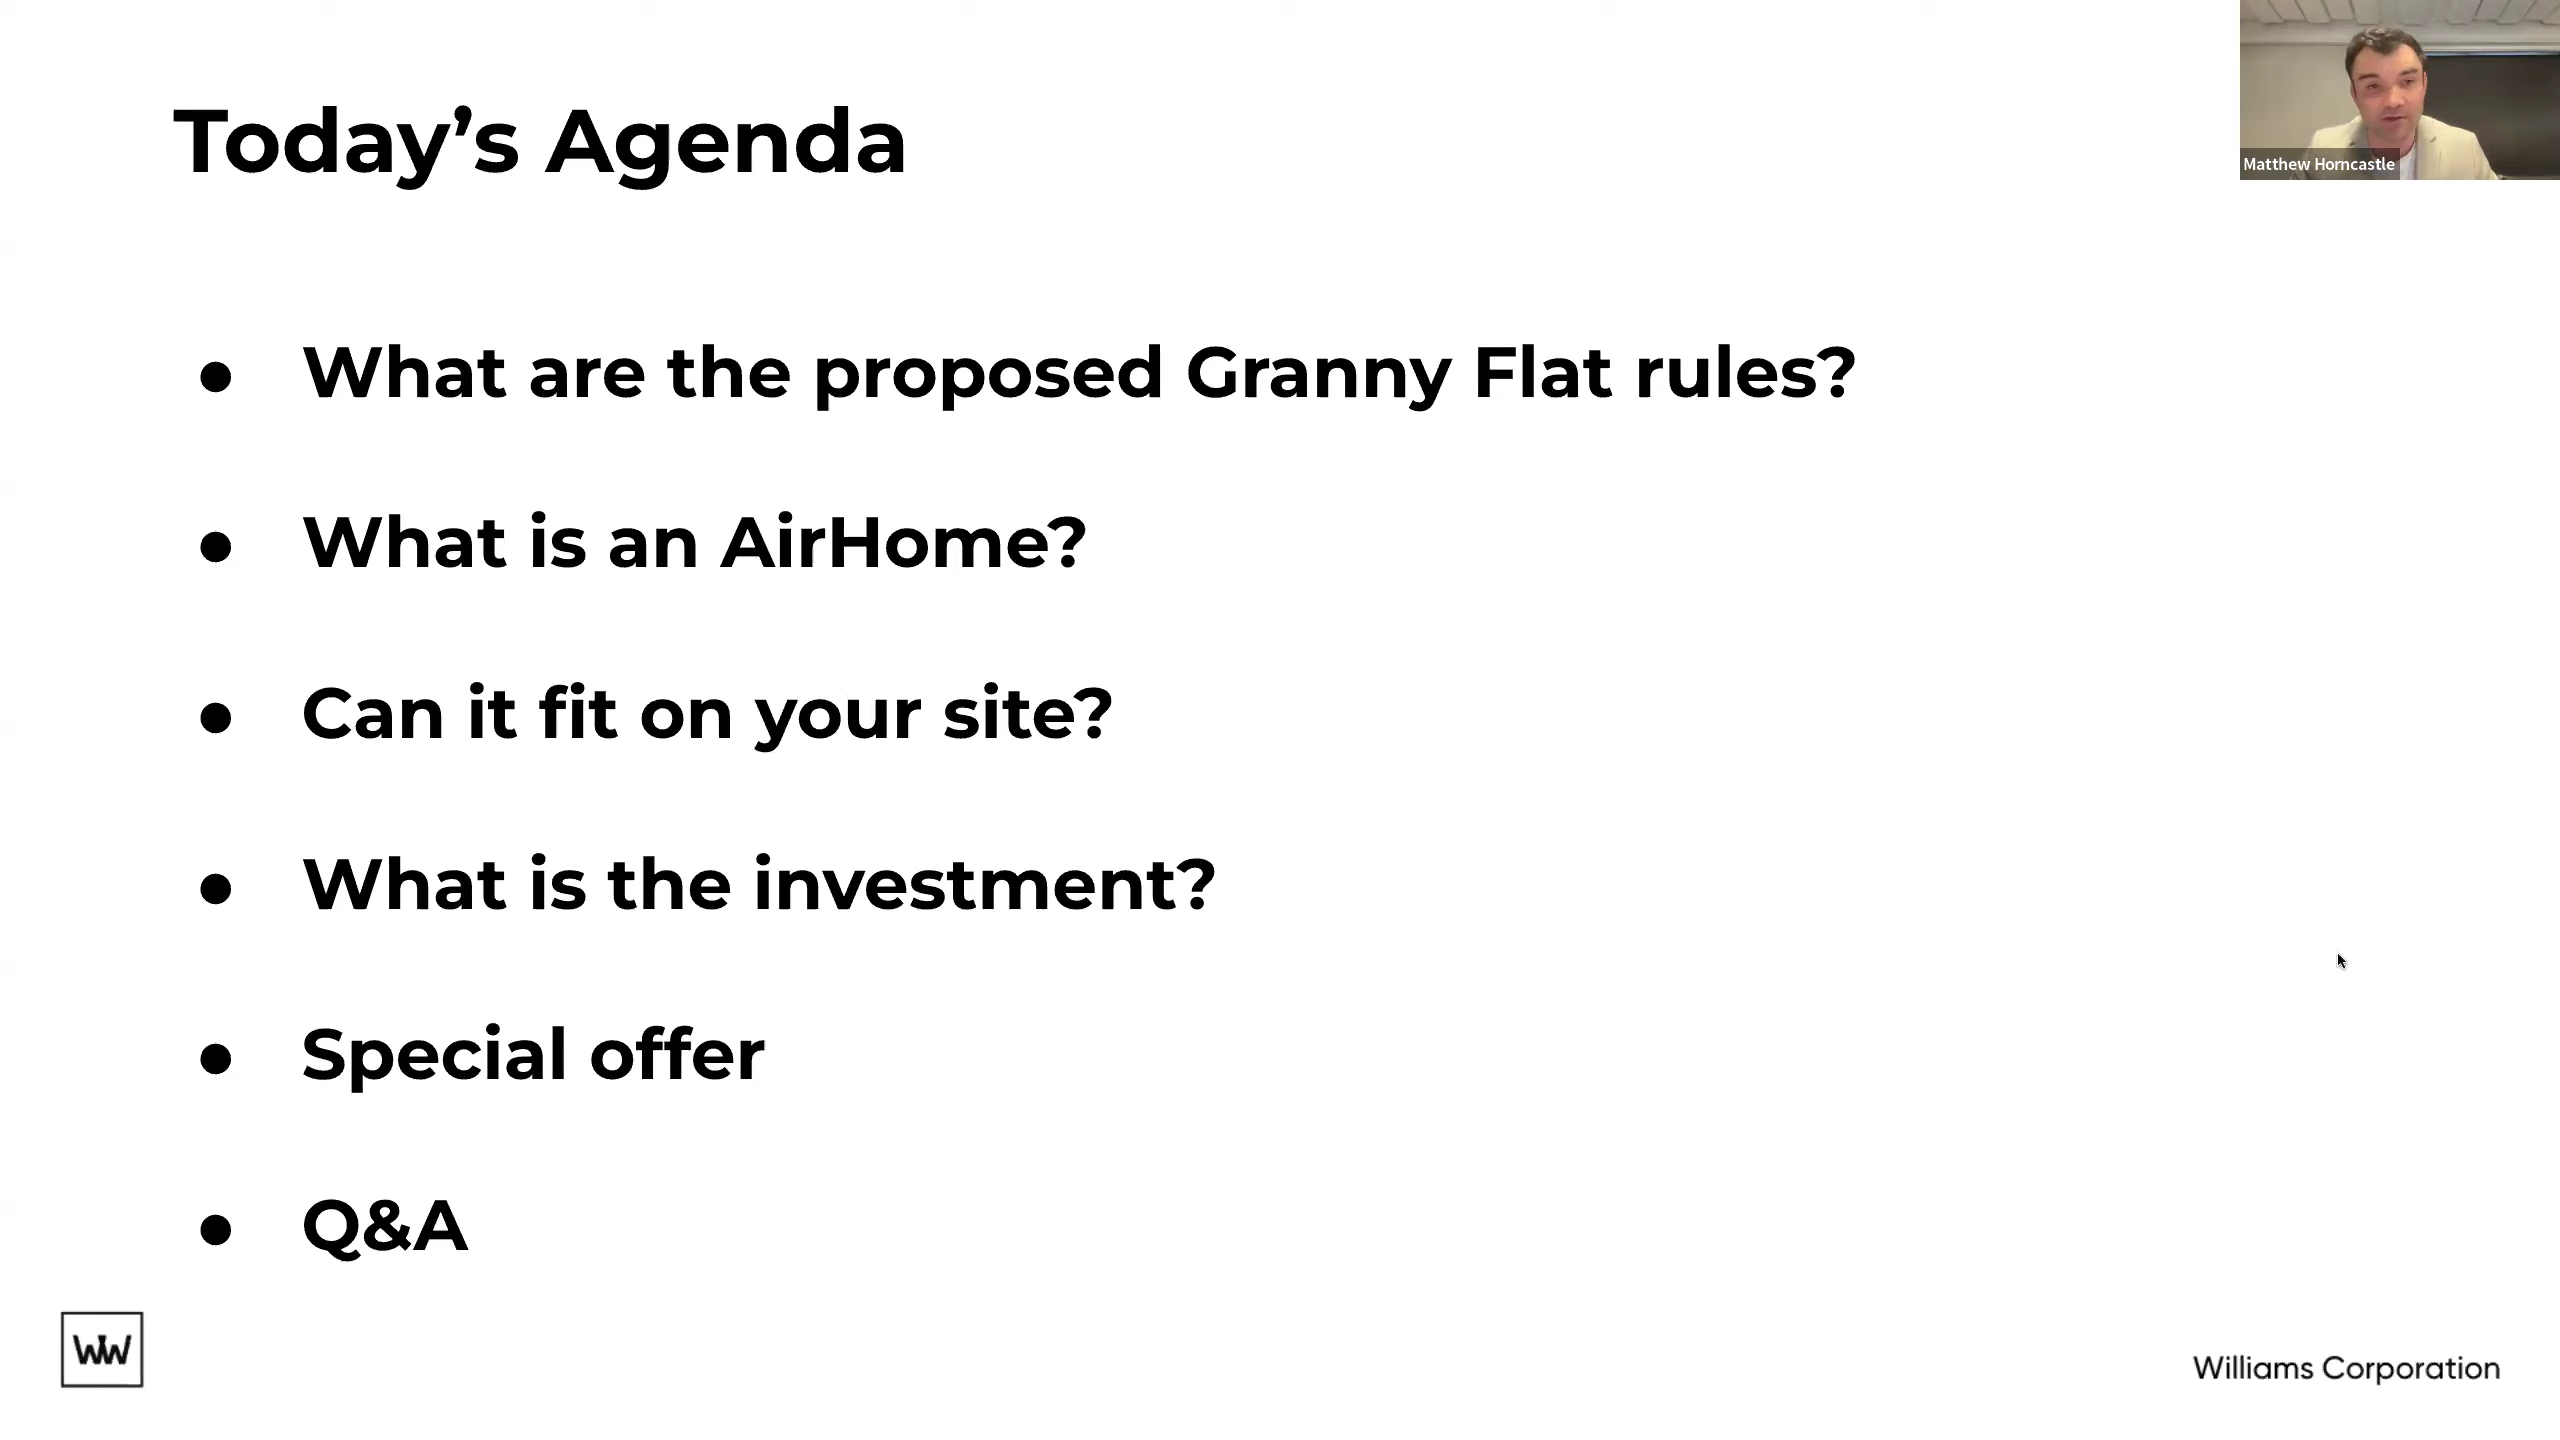 Today’s Agenda
Matthew Horncastle
● What are the proposed Granny Flat rules?
● What is an AirHome?
● Can it fit on your site?
● What is the investment?
● Special offer
● Q&A
WW
Williams Corporation